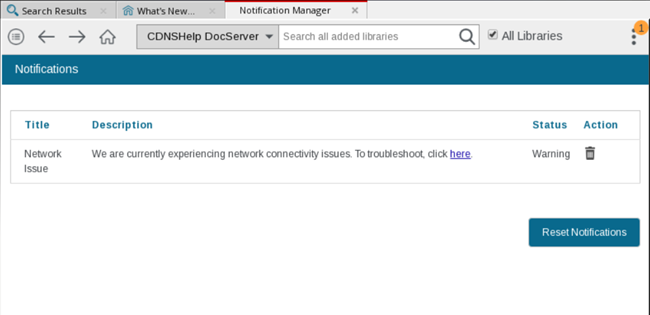 Search Results
What's New...
Notification Manager
1
CDNSHelp DocServer
Search all added libraries
All Libraries
Notifications
Title Description Status Action
Network We are currently experiencing network connectivity issues. To troubleshoot, click here. Warning
Issue
Reset Notifications